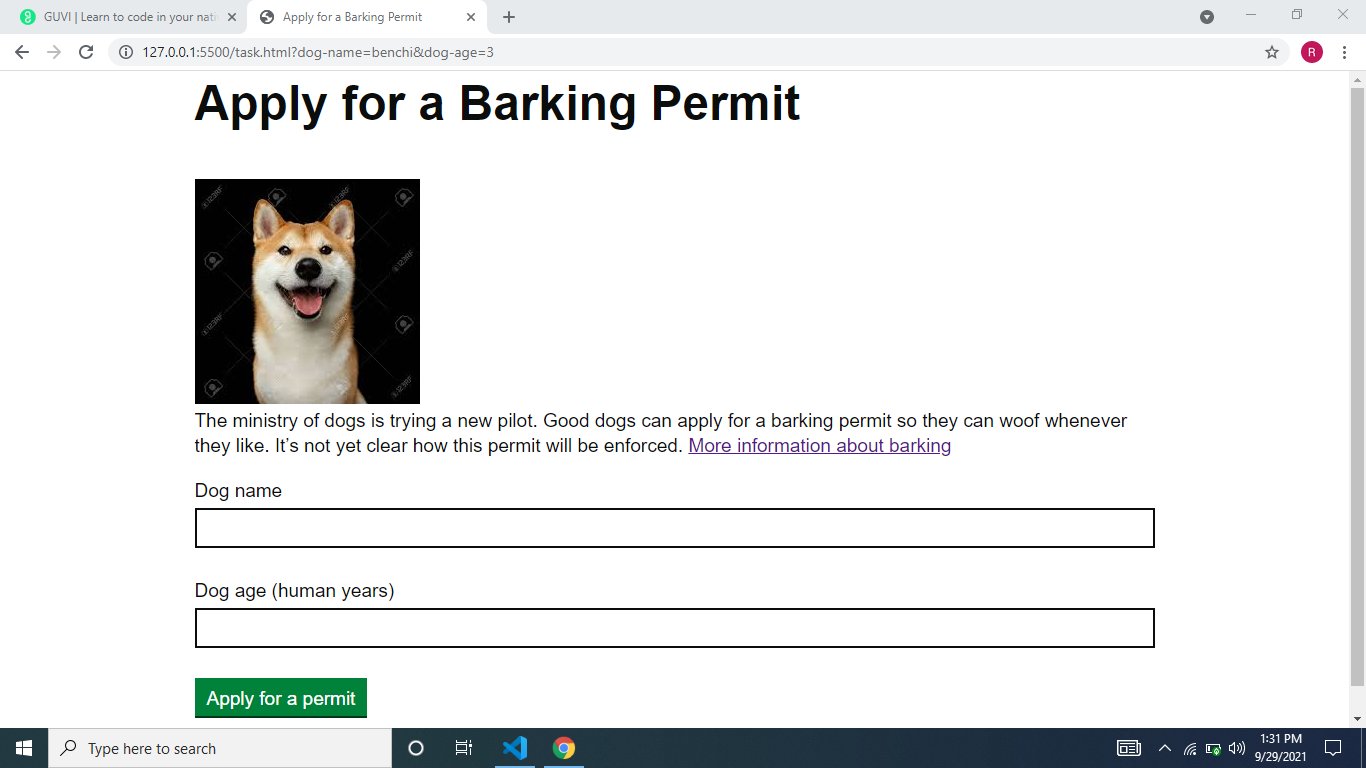 GUVI | Learn to code in your nati
Apply for a Barking Permit
127.0.0.1:5500/task.html?dog-name=benchi&dog-age=3
R
Apply for a Barking Permit
123RF
The ministry of dogs is trying a new pilot. Good dogs can apply for a barking permit so they can woof whenever
they like. It’s not yet clear how this permit will be enforced. More information about barking
Dog name
Dog age (human years)
Apply for a permit
Type here to search
1:31 PM
9/29/2021